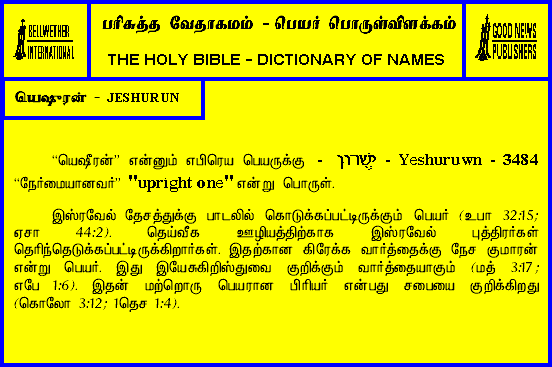 BELLWETHER
INTERNATIONAL
பரிசுத்த வேதாகமம் - பெயர் பொருள்விளக்கம்
THE HOLY BIBLE - DICTIONARY OF NAMES
GOOD NEWS
PUBLISHERS
யெஷுரன் - JESHURUN
“யெஷீரன்” என்னும் எபிரெய பெயருக்கு - יְשֻׁרוּן - Yeshuruwn - 3484
“நேர்மையானவர்” "upright one" என்று பொருள்.
இஸ்ரவேல் தேசத்துக்கு பாடலில் கொடுக்கப்பட்டிருக்கும் பெயர் (உபா 32:15;
ஏசா 44:2). தெய்வீக ஊழியத்திற்காக இஸ்ரவேல் புத்திரர்கள்
தெரிந்தெடுக்கப்பட்டிருக்கிறார்கள். இதற்கான கிரேக்க வார்த்தைக்கு நேச குமாரன்
என்று பெயர். இது இயேசுகிறிஸ்துவை குறிக்கும் வார்த்தையாகும் (மத் 3:17;
எபே 1:6). இதன் மற்றொரு பெயரான பிரியர் என்பது சபையை குறிக்கிறது
(கொலோ 3:12; 1தெச 1:4).